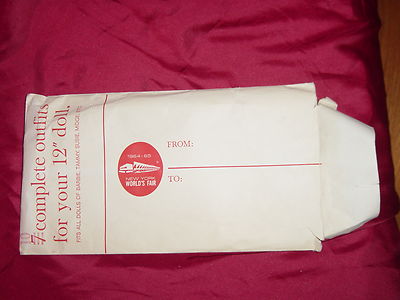 7 complete outfits
for your 12" doll.
FITS ALL DOLLS OF BARBIE, TAMMY, SUSIE, MIDGE,
1964-65
NEW YORK
WORLD'S FAIR
FROM:
TO: